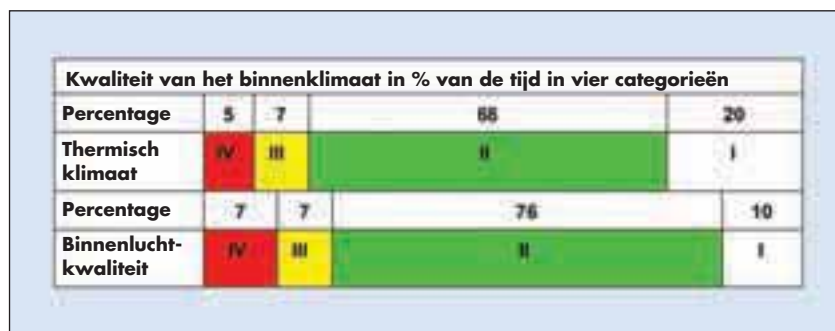 Kwaliteit van het binnenklimaat in % van de tijd in vier categorieën
Percentage 5 7 68 20
Thermisch klimaat IV III II I
Percentage 7 7 76 10
Binnenlucht-
kwaliteit IV III II I